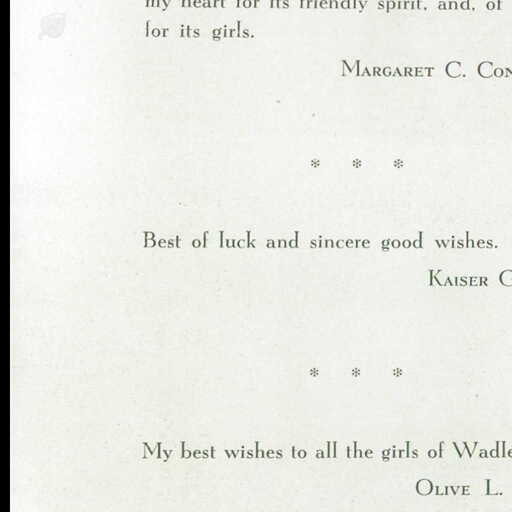 my heart for its friendly spirit, and, of
for its girls.
MARGARET C. CON
* * *
Best of luck and sincere good wishes.
KAISER
* * *
My best wishes to all the girls of Wadle
OLIVE L.